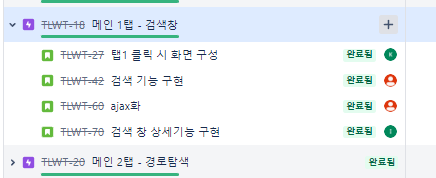 TLWT-18 메인 1탭 - 검색창 +
TLWT-27 탭1 클릭 시 화면 구성 완료됨 K
TLWT-42 검색 기능 구현 완료됨
TLWT-60 ajax화 완료됨
TLWT-70 검색 창 상세기능 구현 완료됨 T
TLWT-20 메인 2탭 - 경로탐색 완료됨